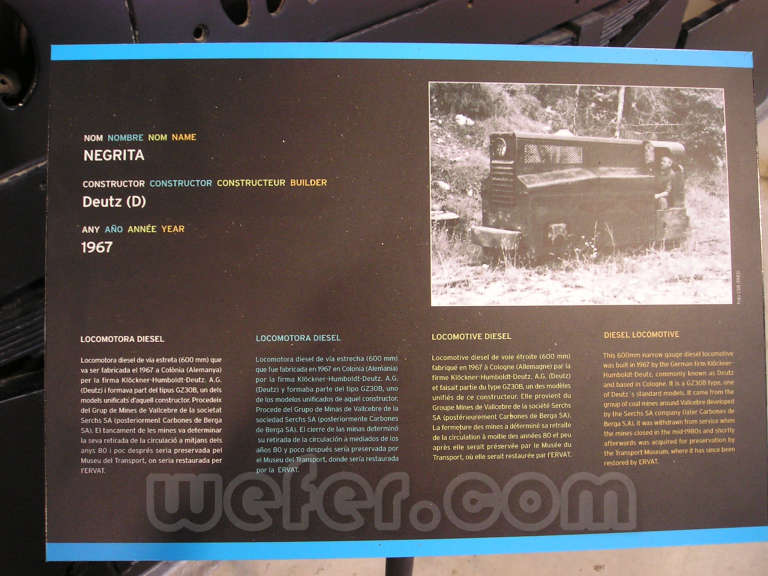 NOM NOMBRE NOM NAME
NEGRITA
CONSTRUCTOR CONSTRUCTOR CONSTRUCTEUR BUILDER
Deutz (D)
ANY AÑO ANNÉE YEAR
1967
LOCOMOTORA DIESEL
Locomotora diesel de via estreta (600 mm) que
va ser fabricada el 1967 a Colònia (Alemanya)
per la firma Klöckner-Humboldt-Deutz. A.G.
(Deutz) i formava part del tipus GZ30B, un dels
models unificats d'aquell constructor. Procedeix
del Grup de Mines de Vallcebre de la societat
Serchs SA (posteriorment Carbones de Berga
SA). El tancament de les mines va determinar
la seva retirada de la circulació a mitjans dels
anys 80 i poc després seria preservada pel
Museu del Transport, on seria restaurada per
l'ERVAT.
LOCOMOTORA DIESEL
Locomotora diesel de vía estrecha (600 mm)
que fue fabricada en 1967 en Colonia (Alemania)
por la firma Klöckner-Humboldt-Deutz, A.G.
(Deutz) y formaba parte del tipo GZ30B, uno
de los modelos unificados de aquel constructor.
Procede del Grupo de Minas de Vallcebre de la
sociedad Serchs SA (posteriormente Carbones
de Berga SA). El cierre de las minas determinó
su retirada de la circulación a mediados de los
años 80 y poco después sería preservada por
el Museu del Transport, donde sería restaurada
por la ERVAT.
LOCOMOTIVE DIESEL
Locomotive diesel de voie étroite (600 mm)
fabriqué en 1967 à Cologne (Allemagne) par la
firme Klöckner-Humboldt-Deutz. A.G. (Deutz)
et faisait partie du type GZ30B, un des modèles
unifiés de ce constructeur. Elle provient du
Groupe Mines de Vallcebre de la société Serchs
SA (postérieurement Carbones de Berga SA).
La fermeture des mines a déterminé sa retraite
de circulation à moitie des années 80 et peu
après elle serait préservée par le Musée du
Transport, où elle serait restaurée par l'ERVAT.
DIESEL LOCOMOTIVE
This 600mm narrow gauge diesel locomotive
was built in 1967 by the German firm Klöckner-
Humboldt-Deutz, commonly known as Deutz
and based in Cologne. It is a GZ30B type, one
of Deutz´s standard models. It came from the
group of coal mines around Vallcebre developed
by the Serchs SA company (later Carbones de
Berga S.A). It was withdrawn from service when
the mines closed in the mid-1980s and shortly
afterwards was acquired for preservation by
the Transport Museum, where it has since been
restored by ERVAT.
wefer.com